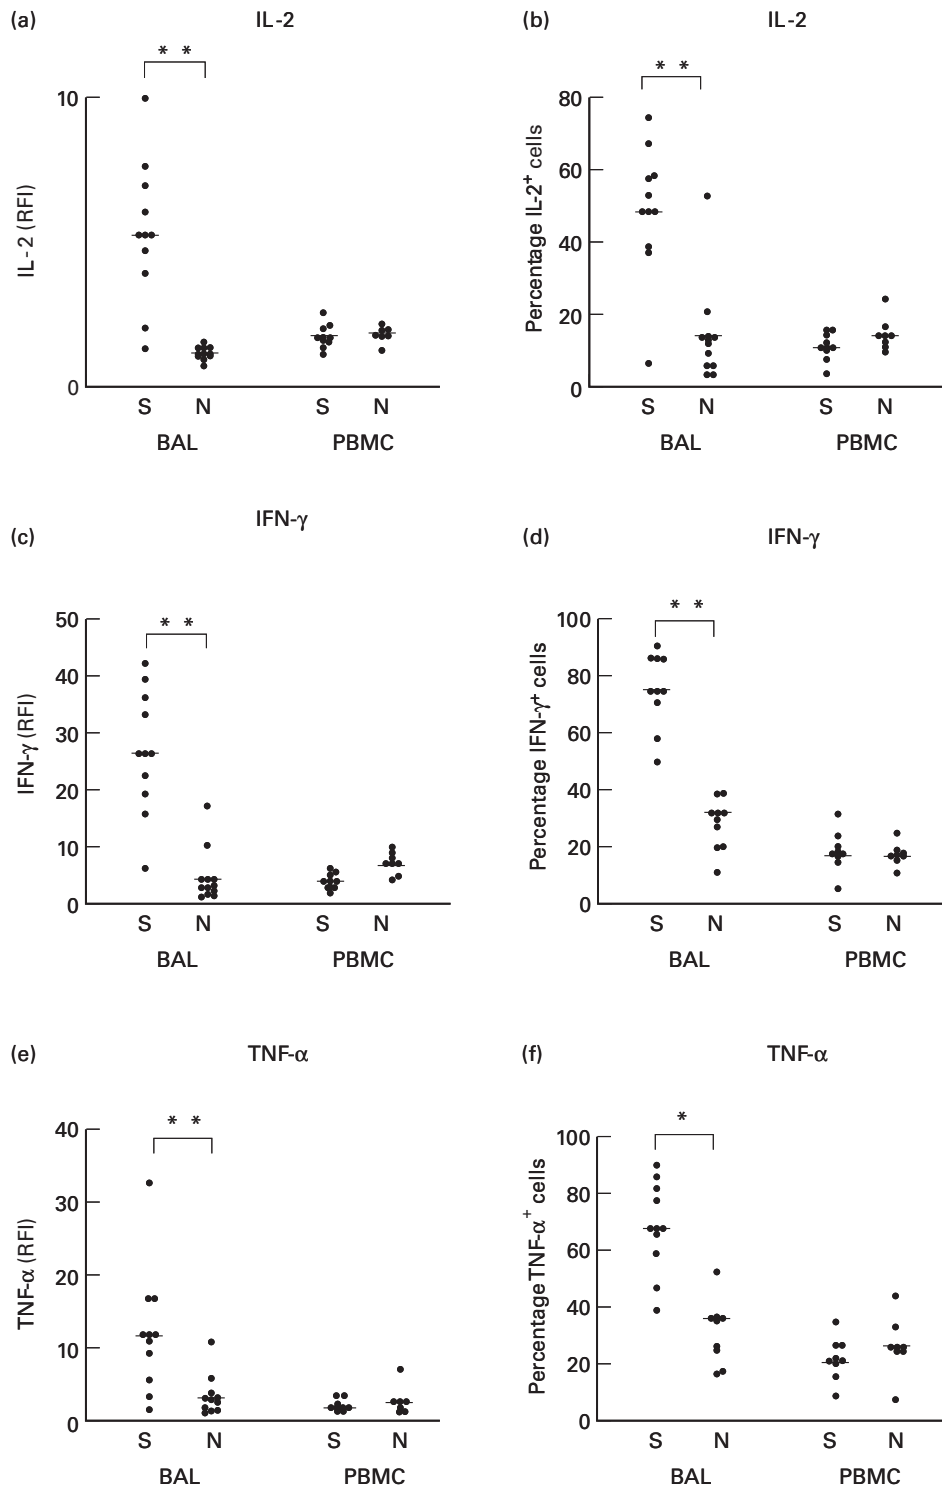 (a) IL-2
* *
10
0
IL-2 (RFI)
S N S N
BAL PBMC
(b) IL-2
* *
80
60
40
20
0
Percentage IL-2+ cells
S N S N
BAL PBMC
(c) IFN-γ
* *
50
40
30
20
10
0
IFN-γ (RFI)
S N S N
BAL PBMC
(d) IFN-γ
* *
100
80
60
40
20
0
Percentage IFN-γ+ cells
S N S N
BAL PBMC
(e) TNF-α
* *
40
30
20
10
0
TNF-α (RFI)
S N S N
BAL PBMC
(f) TNF-α
*
100
80
60
40
20
0
Percentage TNF-α+ cells
S N S N
BAL PBMC